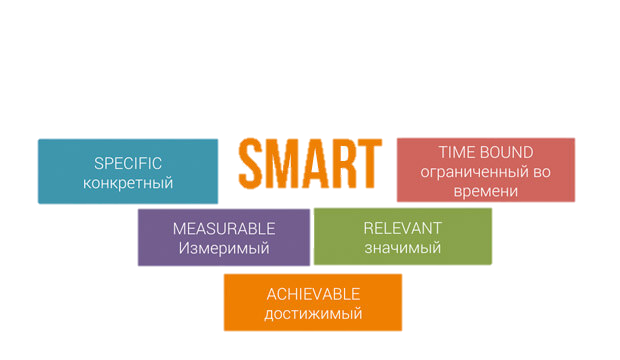 SPECIFIC
конкретный
SMART
TIME BOUND
ограниченный во
времени
MEASURABLE
Измеримый
RELEVANT
значимый
ACHIEVABLE
достижимый